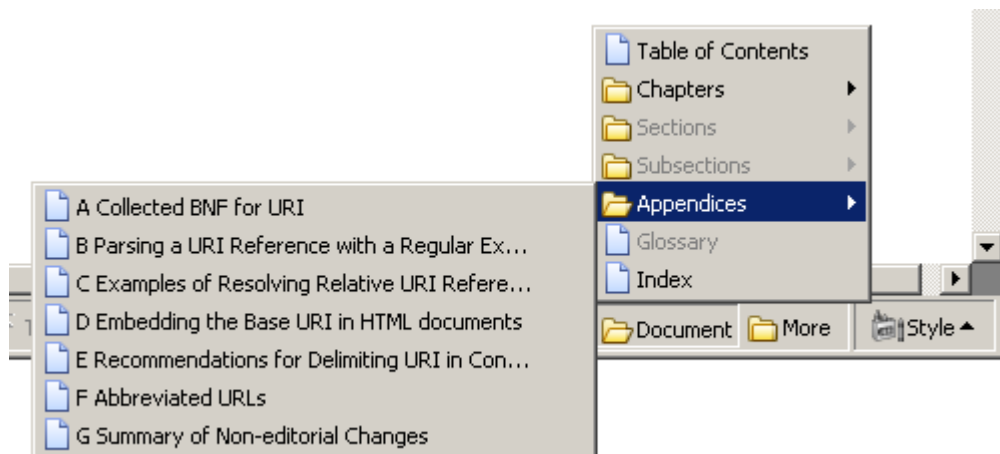 Table of Contents
Chapters
Sections
Subsections
Appendices
Glossary
Index
A Collected BNF for URI
B Parsing a URI Reference with a Regular Ex...
C Examples of Resolving Relative URI Refere...
D Embedding the Base URI in HTML documents
E Recommendations for Delimiting URI in Con...
F Abbreviated URLs
G Summary of Non-editorial Changes
Document
More
Style